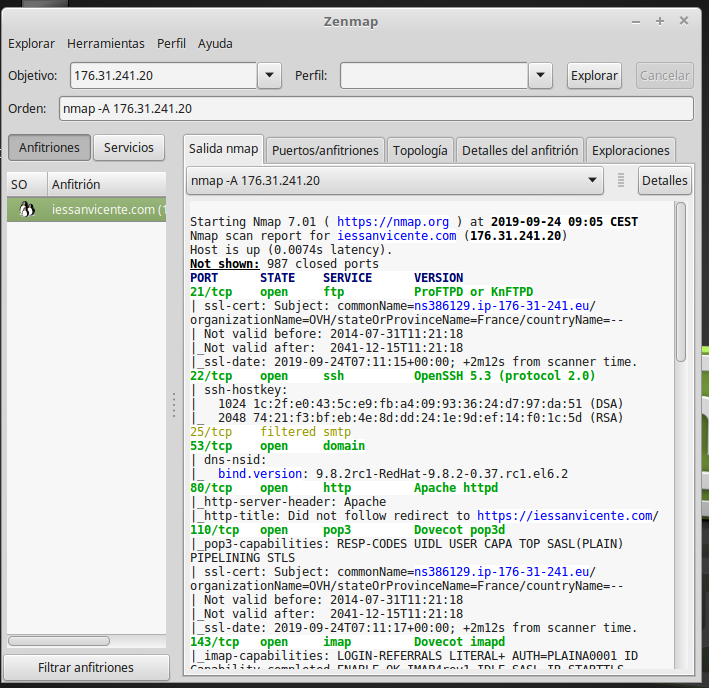 Zenmap
Explorar Herramientas Perfil Ayuda
Objetivo: 176.31.241.20 Perfil: Explorar Cancelar
Orden: nmap -A 176.31.241.20
Anfitriones Servicios
SO Anfitrión
iessanvicente.com (1
Filtrar anfitriones
Salida nmap Puertos/anfitriones Topología Detalles del anfitrión Exploraciones
nmap -A 176.31.241.20 Detalles
Starting Nmap 7.01 ( https://nmap.org ) at 2019-09-24 09:05 CEST
Nmap scan report for iessanvicente.com (176.31.241.20)
Host is up (0.0074s latency).
Not shown: 987 closed ports
PORT STATE SERVICE VERSION
21/tcp open ftp ProFTPD or KnFTPD
| ssl-cert: Subject: commonName=ns386129.ip-176-31-241.eu/
organizationName=OVH/stateOrProvinceName=France/countryName=--
| Not valid before: 2014-07-31T11:21:18
|_Not valid after: 2041-12-15T11:21:18
|_ssl-date: 2019-09-24T07:11:15+00:00; +2m12s from scanner time.
22/tcp open ssh OpenSSH 5.3 (protocol 2.0)
| ssh-hostkey:
| 1024 1c:2f:e0:43:5c:e9:fb:a4:09:93:36:24:d7:97:da:51 (DSA)
|_ 2048 74:21:f3:bf:eb:4e:8d:dd:24:1e:9d:ef:14:f0:1c:5d (RSA)
25/tcp filtered smtp
53/tcp open domain
| dns-nsid:
|_ bind.version: 9.8.2rc1-RedHat-9.8.2-0.37.rc1.el6.2
80/tcp open http Apache httpd
|_http-server-header: Apache
|_http-title: Did not follow redirect to https://iessanvicente.com/
110/tcp open pop3 Dovecot pop3d
|_pop3-capabilities: RESP-CODES UIDL USER CAPA TOP SASL(PLAIN)
PIPELINING STLS
| ssl-cert: Subject: commonName=ns386129.ip-176-31-241.eu/
organizationName=OVH/stateOrProvinceName=France/countryName=--
| Not valid before: 2014-07-31T11:21:18
|_Not valid after: 2041-12-15T11:21:18
|_ssl-date: 2019-09-24T07:11:17+00:00; +2m12s from scanner time.
143/tcp open imap Dovecot imapd
|_imap-capabilities: LOGIN-REFERRALS LITERAL+ AUTH=PLAINA0001 ID
Capability completed ENABLE OK IMAP4rev1 IDLE SASL-IR STARTTLS